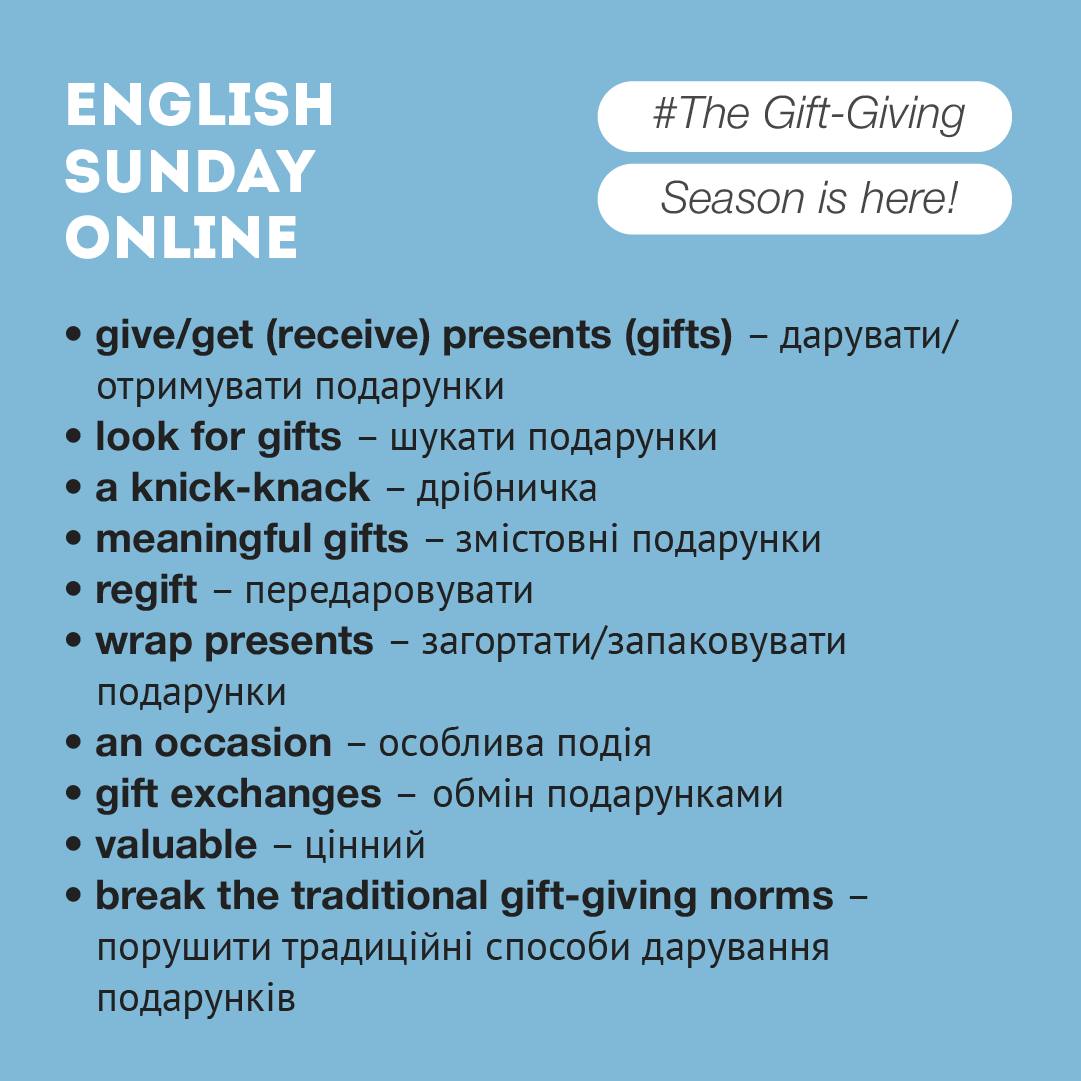 ENGLISH
SUNDAY
ONLINE
#The Gift-Giving
Season is here!
• give/get (receive) presents (gifts) – дарувати/
отримувати подарунки
• look for gifts – шукати подарунки
• a knick-knack – дрібничка
• meaningful gifts – змістовні подарунки
• regift – передаровувати
• wrap presents – загортати/запаковувати
подарунки
• an occasion – особлива подія
• gift exchanges – обмін подарунками
• valuable – цінний
• break the traditional gift-giving norms –
порушити традиційні способи дарування
подарунків